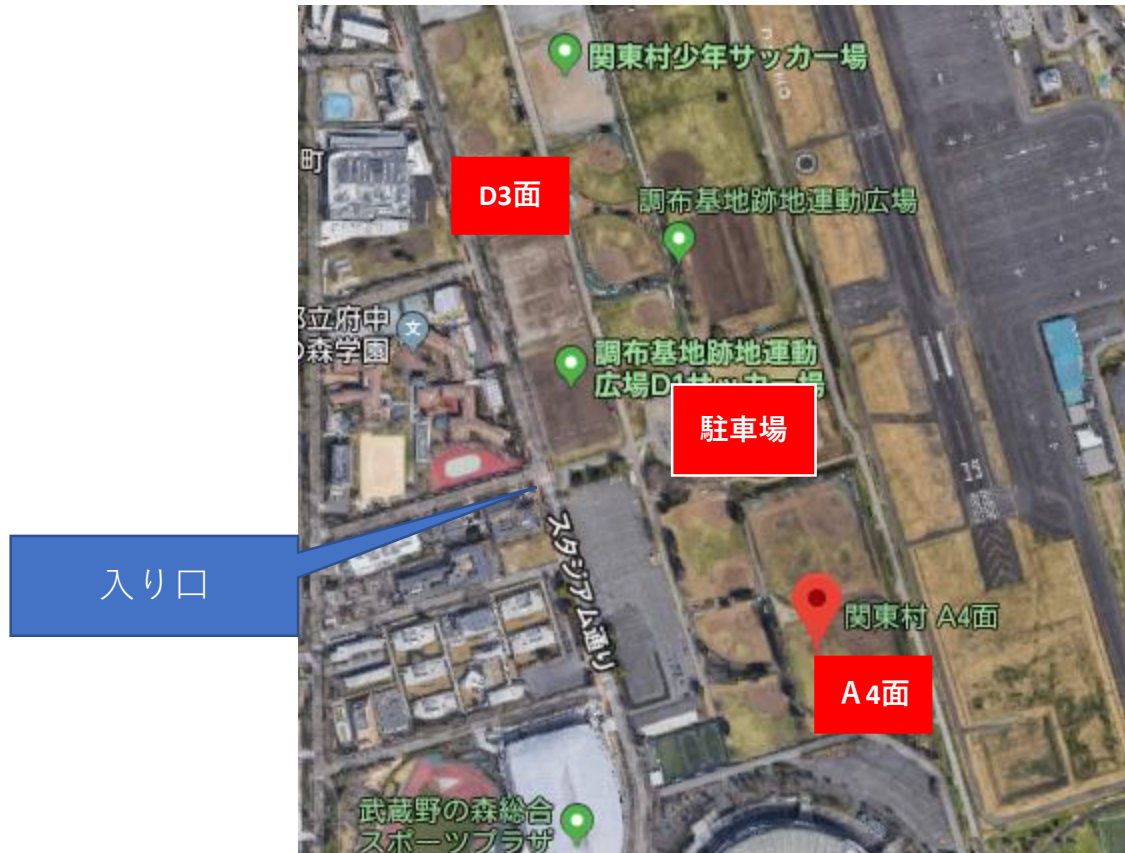 関東村少年サッカー場
町
D3面
調布基地跡地運動広場
都立府中
の森学園
文
調布基地跡地運動
広場D1サッカー場
駐車場
入り口
スタジアム通り
関東村 A4面
Ａ4面
武蔵野の森総合
スポーツプラザ